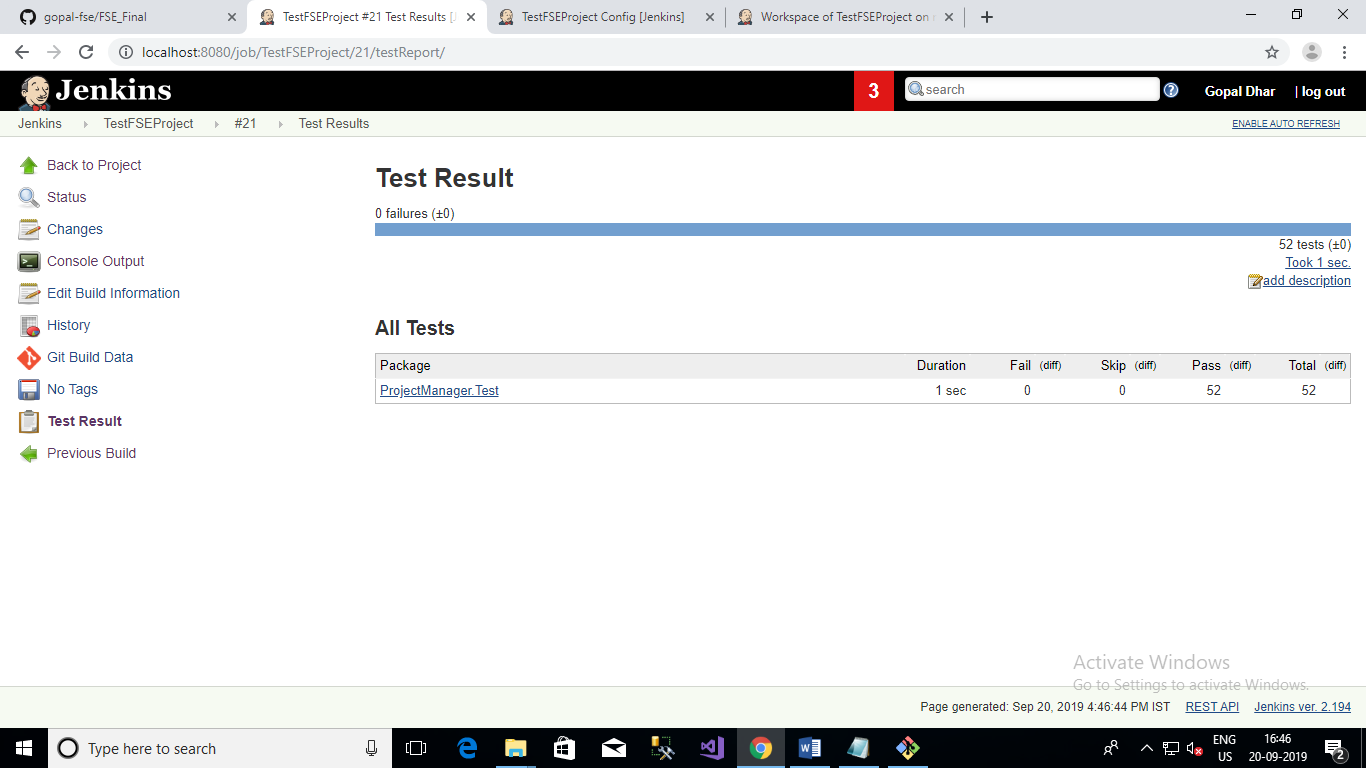 gopal-fse/FSE_Final
TestFSEProject #21 Test Results [J
TestFSEProject Config [Jenkins]
Workspace of TestFSEProject on
localhost:8080/job/TestFSEProject/21/testReport/
Jenkins
3
search
Gopal Dhar
| log out
Jenkins
TestFSEProject
#21
Test Results
ENABLE AUTO REFRESH
Back to Project
Status
Changes
Console Output
Edit Build Information
History
Git Build Data
No Tags
Test Result
Previous Build
Test Result
0 failures (±0)
52 tests (±0)
Took 1 sec.
add description
All Tests
Package Duration Fail (diff) Skip (diff) Pass (diff) Total (diff)
ProjectManager.Test 1 sec 0 0 52 52
Activate Windows
Go to Settings to activate Windows.
Page generated: Sep 20, 2019 4:46:44 PM IST REST API Jenkins ver. 2.194
Type here to search
ENG
US
16:46
20-09-2019
2